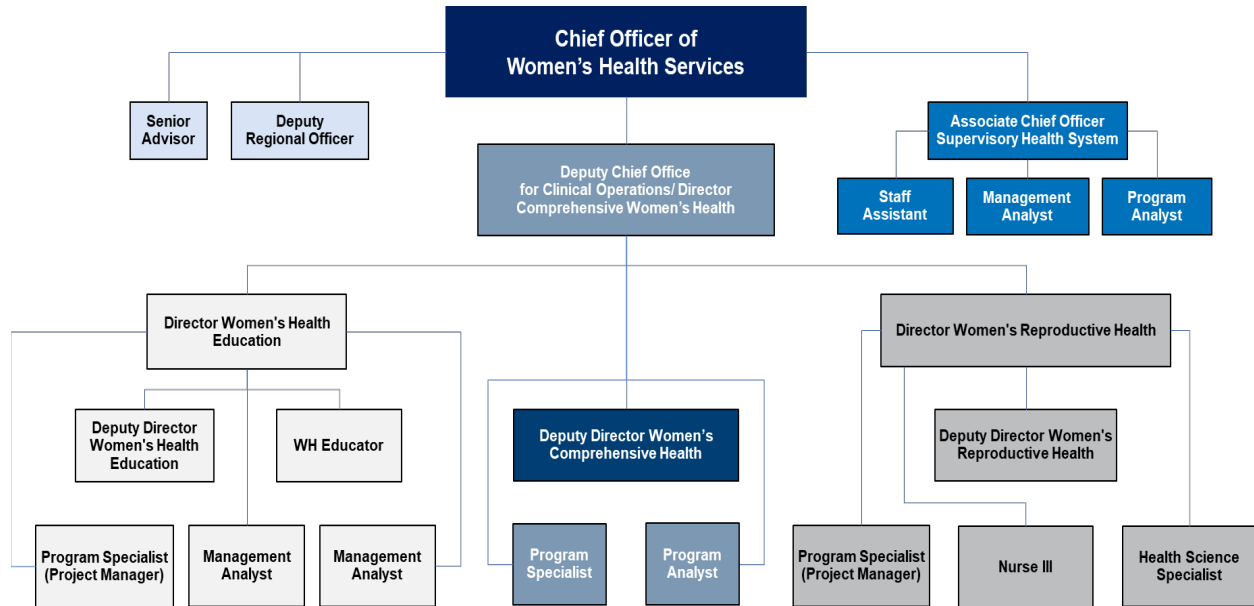 Chief Officer of
Women's Health Services
Senior
Advisor
Deputy
Regional Officer
Associate Chief Officer
Supervisory Health System
Staff
Assistant
Management
Analyst
Program
Analyst
Deputy Chief Office
for Clinical Operations/ Director
Comprehensive Women's Health
Director Women's Health
Education
Director Women's Reproductive Health
Deputy Director
Women's Health
Education
WH Educator
Deputy Director Women's
Comprehensive Health
Deputy Director Women's
Reproductive Health
Program Specialist
(Project Manager)
Management
Analyst
Management
Analyst
Program
Specialist
Program
Analyst
Program Specialist
(Project Manager)
Nurse III
Health Science
Specialist